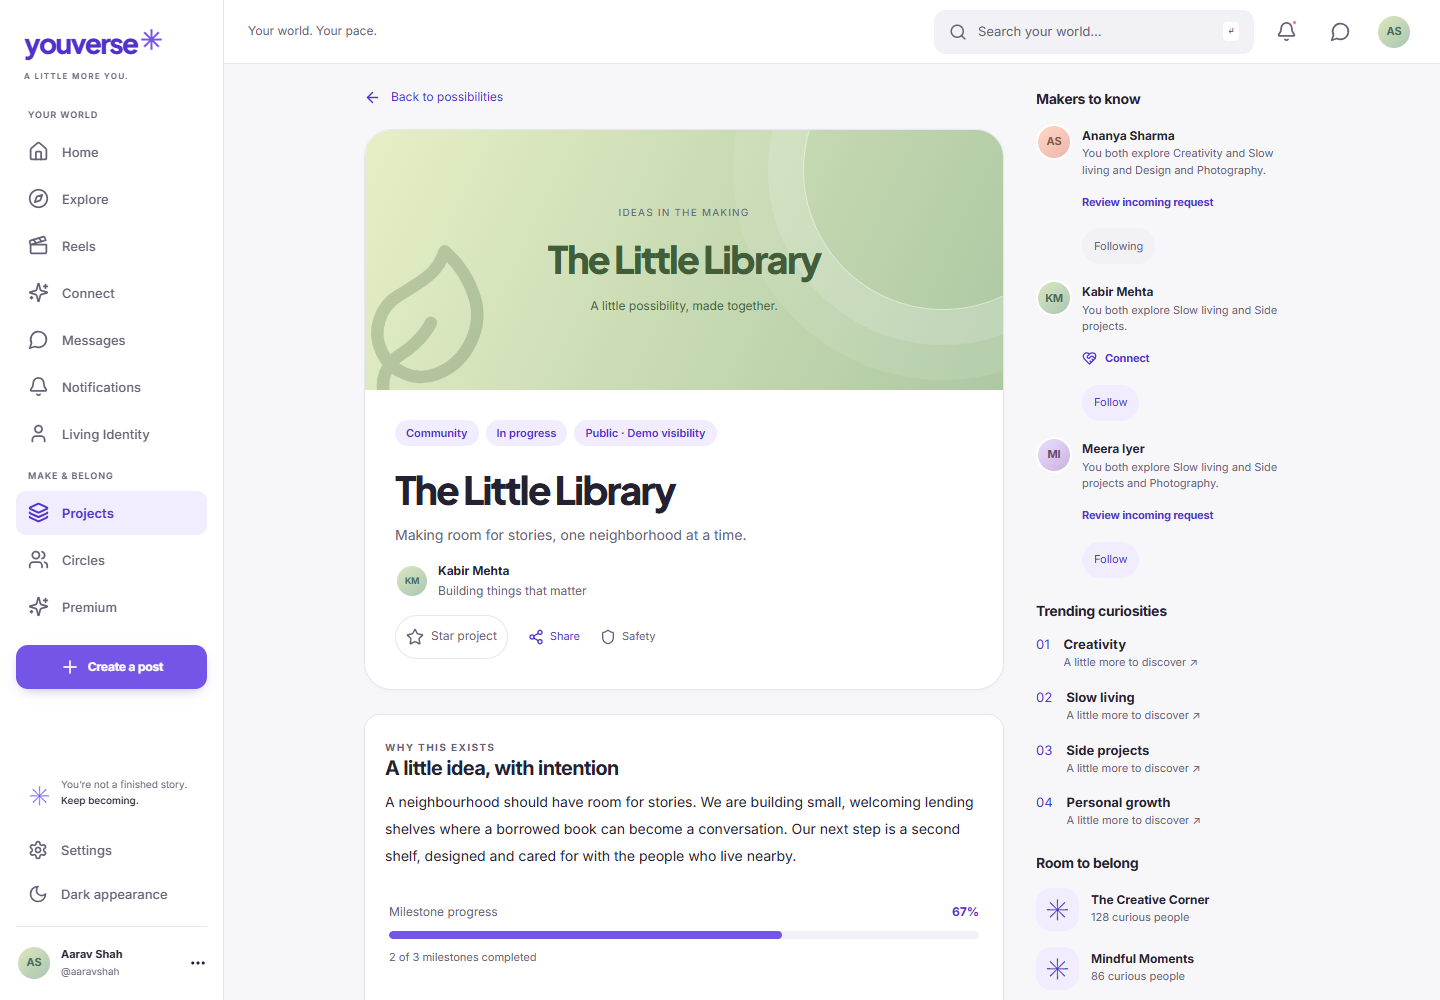 youverse
A LITTLE MORE YOU.
YOUR WORLD
Home
Explore
Reels
Connect
Messages
Notifications
Living Identity
MAKE & BELONG
Projects
Circles
Premium
Create a post
You're not a finished story.
Keep becoming.
Settings
Dark appearance
AS
Aarav Shah
@aaravshah
Your world. Your pace.
Search your world...
AS
Back to possibilities
IDEAS IN THE MAKING
The Little Library
A little possibility, made together.
Community
In progress
Public · Demo visibility
The Little Library
Making room for stories, one neighborhood at a time.
KM
Kabir Mehta
Building things that matter
Star project
Share
Safety
WHY THIS EXISTS
A little idea, with intention
A neighbourhood should have room for stories. We are building small, welcoming lending
shelves where a borrowed book can become a conversation. Our next step is a second
shelf, designed and cared for with the people who live nearby.
Milestone progress
67%
2 of 3 milestones completed
Makers to know
AS
Ananya Sharma
You both explore Creativity and Slow
living and Design and Photography.
Review incoming request
Following
KM
Kabir Mehta
You both explore Slow living and Side
projects.
Connect
Follow
MI
Meera Iyer
You both explore Slow living and Side
projects and Photography.
Review incoming request
Follow
Trending curiosities
01 Creativity
A little more to discover ↗
02 Slow living
A little more to discover ↗
03 Side projects
A little more to discover ↗
04 Personal growth
A little more to discover ↗
Room to belong
The Creative Corner
128 curious people
Mindful Moments
86 curious people